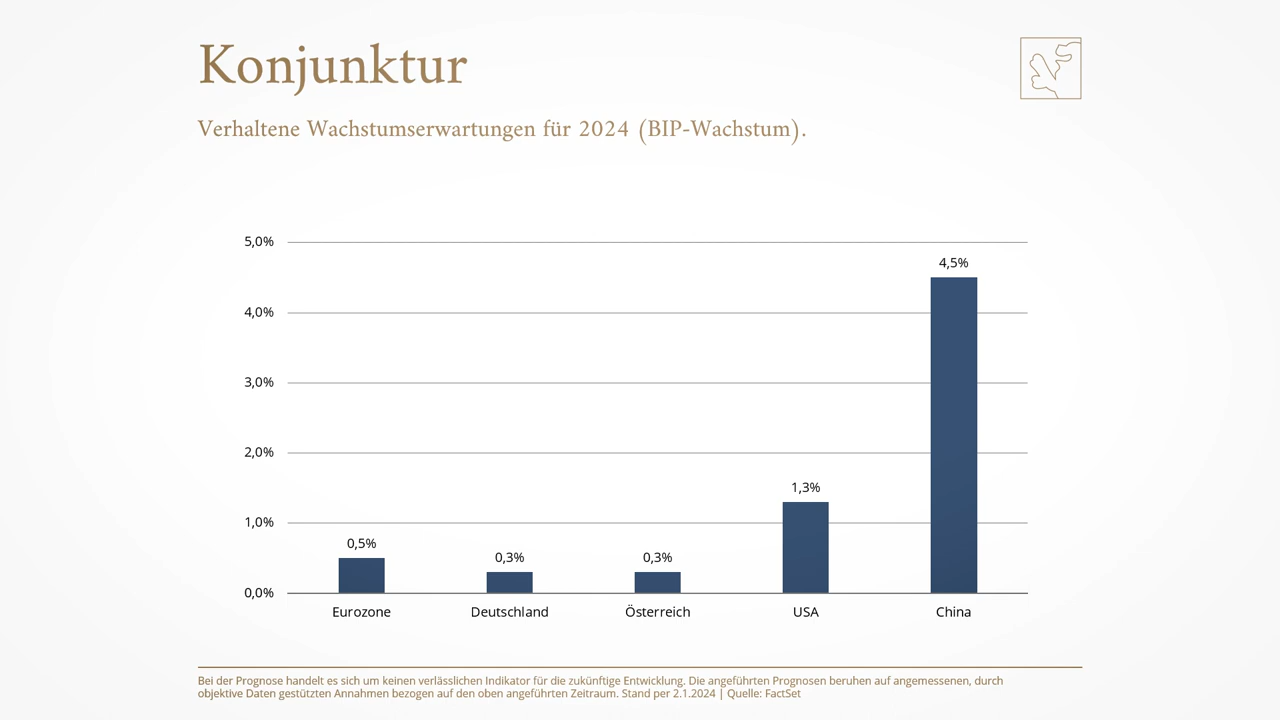 Konjunktur
Verhaltene Wachstumserwartungen für 2024 (BIP-Wachstum).
5,0%
4,5%
4,0%
3,0%
2,0%
1,3%
1,0%
0,5%
0,3%
0,3%
0,0%
Eurozone Deutschland Österreich USA China
Bei der Prognose handelt es sich um keinen verlässlichen Indikator für die zukünftige Entwicklung. Die angeführten Prognosen beruhen auf angemessenen, durch
objektive Daten gestützten Annahmen bezogen auf den oben angeführten Zeitraum. Stand per 2.1.2024 | Quelle: FactSet